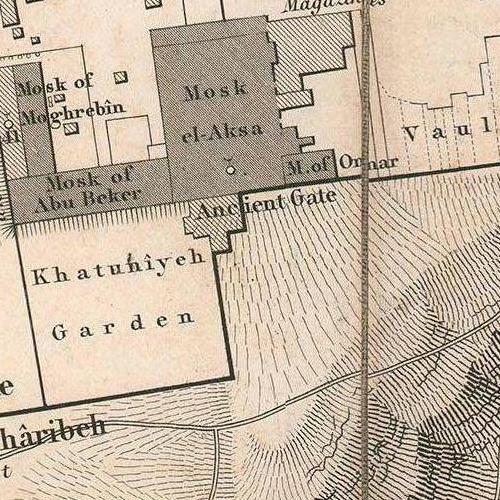 Magazines
Mosk of
Moghrebîn
Mosk
el-Aksa
Vaul
M. of Omar
Mosk of
Abu Beker
Ancient Gate
Khatunîyeh
Garden
e
hâribeh
t